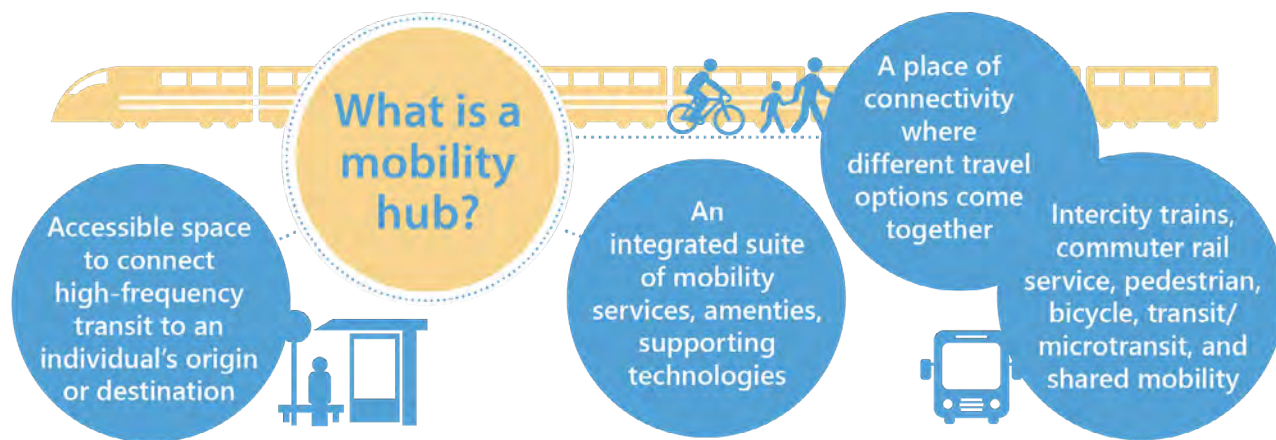 What is a
mobility
hub?
Accessible space
to connect
high-frequency
transit to an
individual's origin
or destination
An
integrated suite
of mobility
services, amenties,
supporting
technologies
A place of
connectivity
where
different travel
options come
together
Intercity trains,
commuter rail
service, pedestrian,
bicycle, transit/
microtransit, and
shared mobility